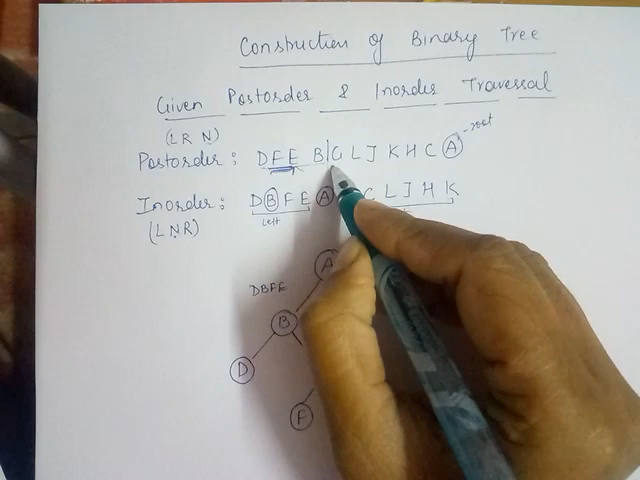 Construction of Binary Tree
Given Postorder & Inorder Traversal
(LRN)
Postorder: DFE B|G L J K H C A - root
Inorder: D B F E A C L J H K
(LNR) Left
A
DBFE
B
D
F